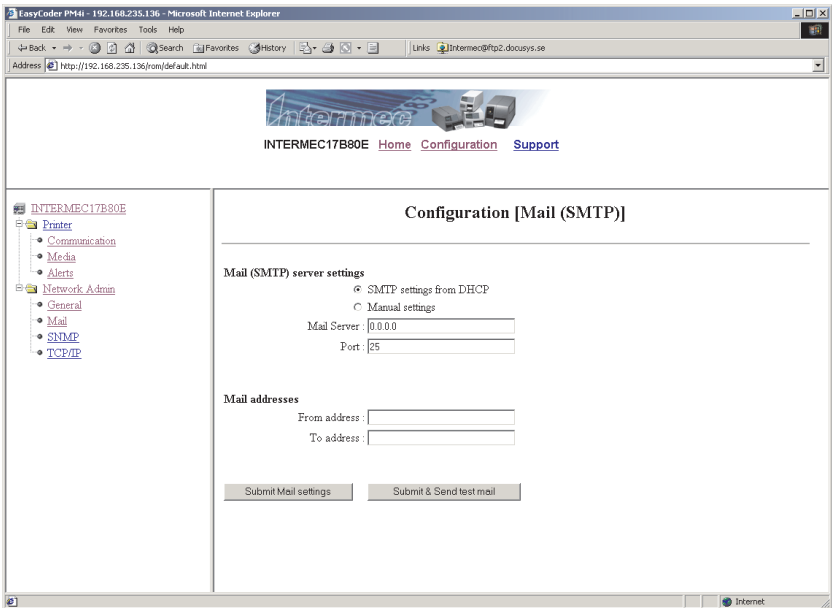 EasyCoder PM4i - 192.168.235.136 - Microsoft Internet Explorer
File Edit View Favorites Tools Help
Back Search Favorites History Links Intermec@ftp2.docusys.se
Address http://192.168.235.136/rom/default.html
Intermec
INTERMEC17B80E Home Configuration Support
INTERMEC17B80E
Printer
Communication
Media
Alerts
Network Admin
General
Mail
SNMP
TCP/IP
Configuration [Mail (SMTP)]
Mail (SMTP) server settings
SMTP settings from DHCP
Manual settings
Mail Server : 0.0.0.0
Port : 25
Mail addresses
From address :
To address :
Submit Mail settings Submit & Send test mail
Internet